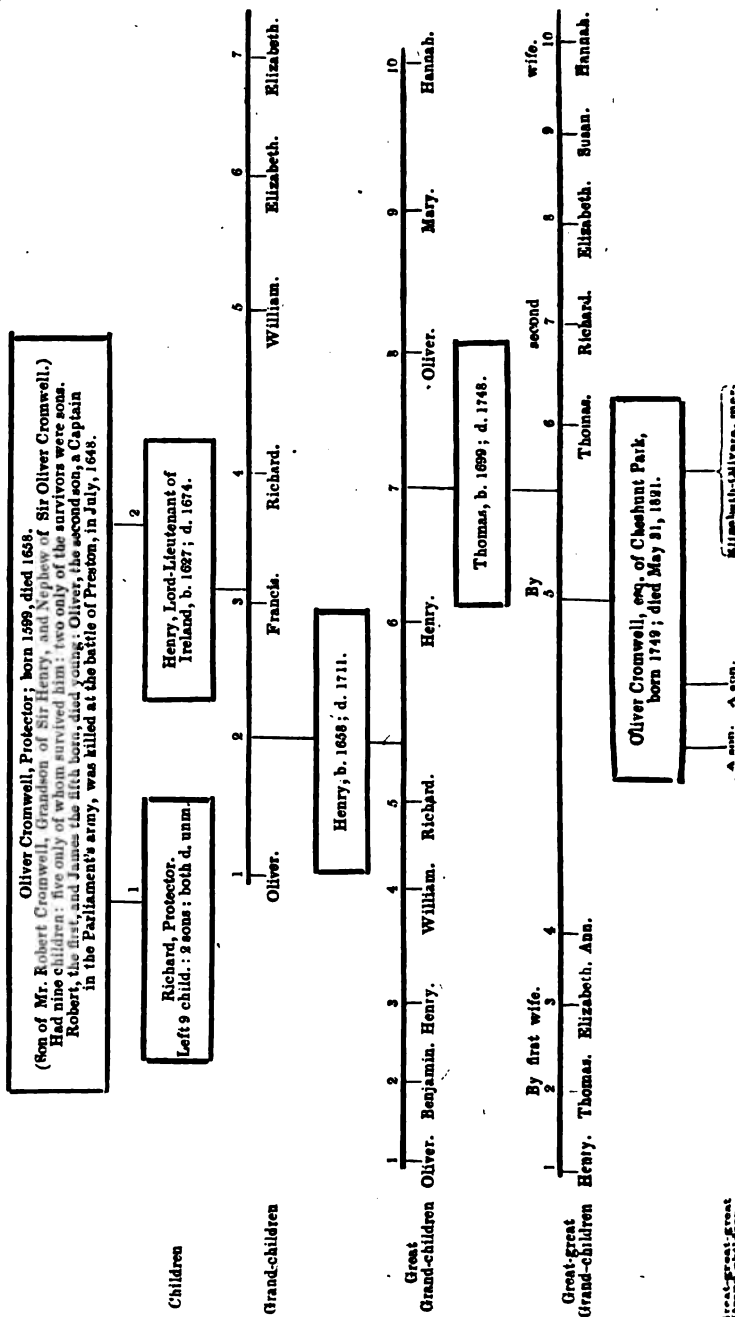 Oliver Cromwell, Protector; born 1599, died 1658.
(Son of Mr. Robert Cromwell, Grandson of Sir Henry, and Nephew of Sir Oliver Cromwell.)
Had nine children: five only of whom survived him: two only of the survivors were sons.
Robert, the first, and James the fifth born, died young: Oliver, the second son, a Captain
in the Parliament's army, was killed at the battle of Preston, in July, 1648.
Children
1
2
Richard, Protector.
Left 9 child.: 2 sons: both d. unm.
Henry, Lord-Lieutenant of
Ireland, b. 1627; d. 1674.
Grand-children
1 2 3 4 5 6 7
Oliver. Francis. Richard. William. Elizabeth. Elizabeth.
Henry; b. 1658; d. 1711.
Great
Grand-children
1 2 3 4 5 6 7 8 9 10
Oliver. Benjamin. Henry. William. Richard. Henry. Oliver. Mary. Hannah.
Thomas, b. 1699; d. 1748.
Great-great
Grand-children
By first wife. By second wife.
1 2 3 4 5 6 7 8 9 10
Henry. Thomas. Elizabeth. Ann. Thomas. Richard. Elizabeth. Susan. Hannah.
Oliver Cromwell, esq. of Cheshunt Park,
born 1749; died May 31, 1821.
Great-great-great
A son. A son.